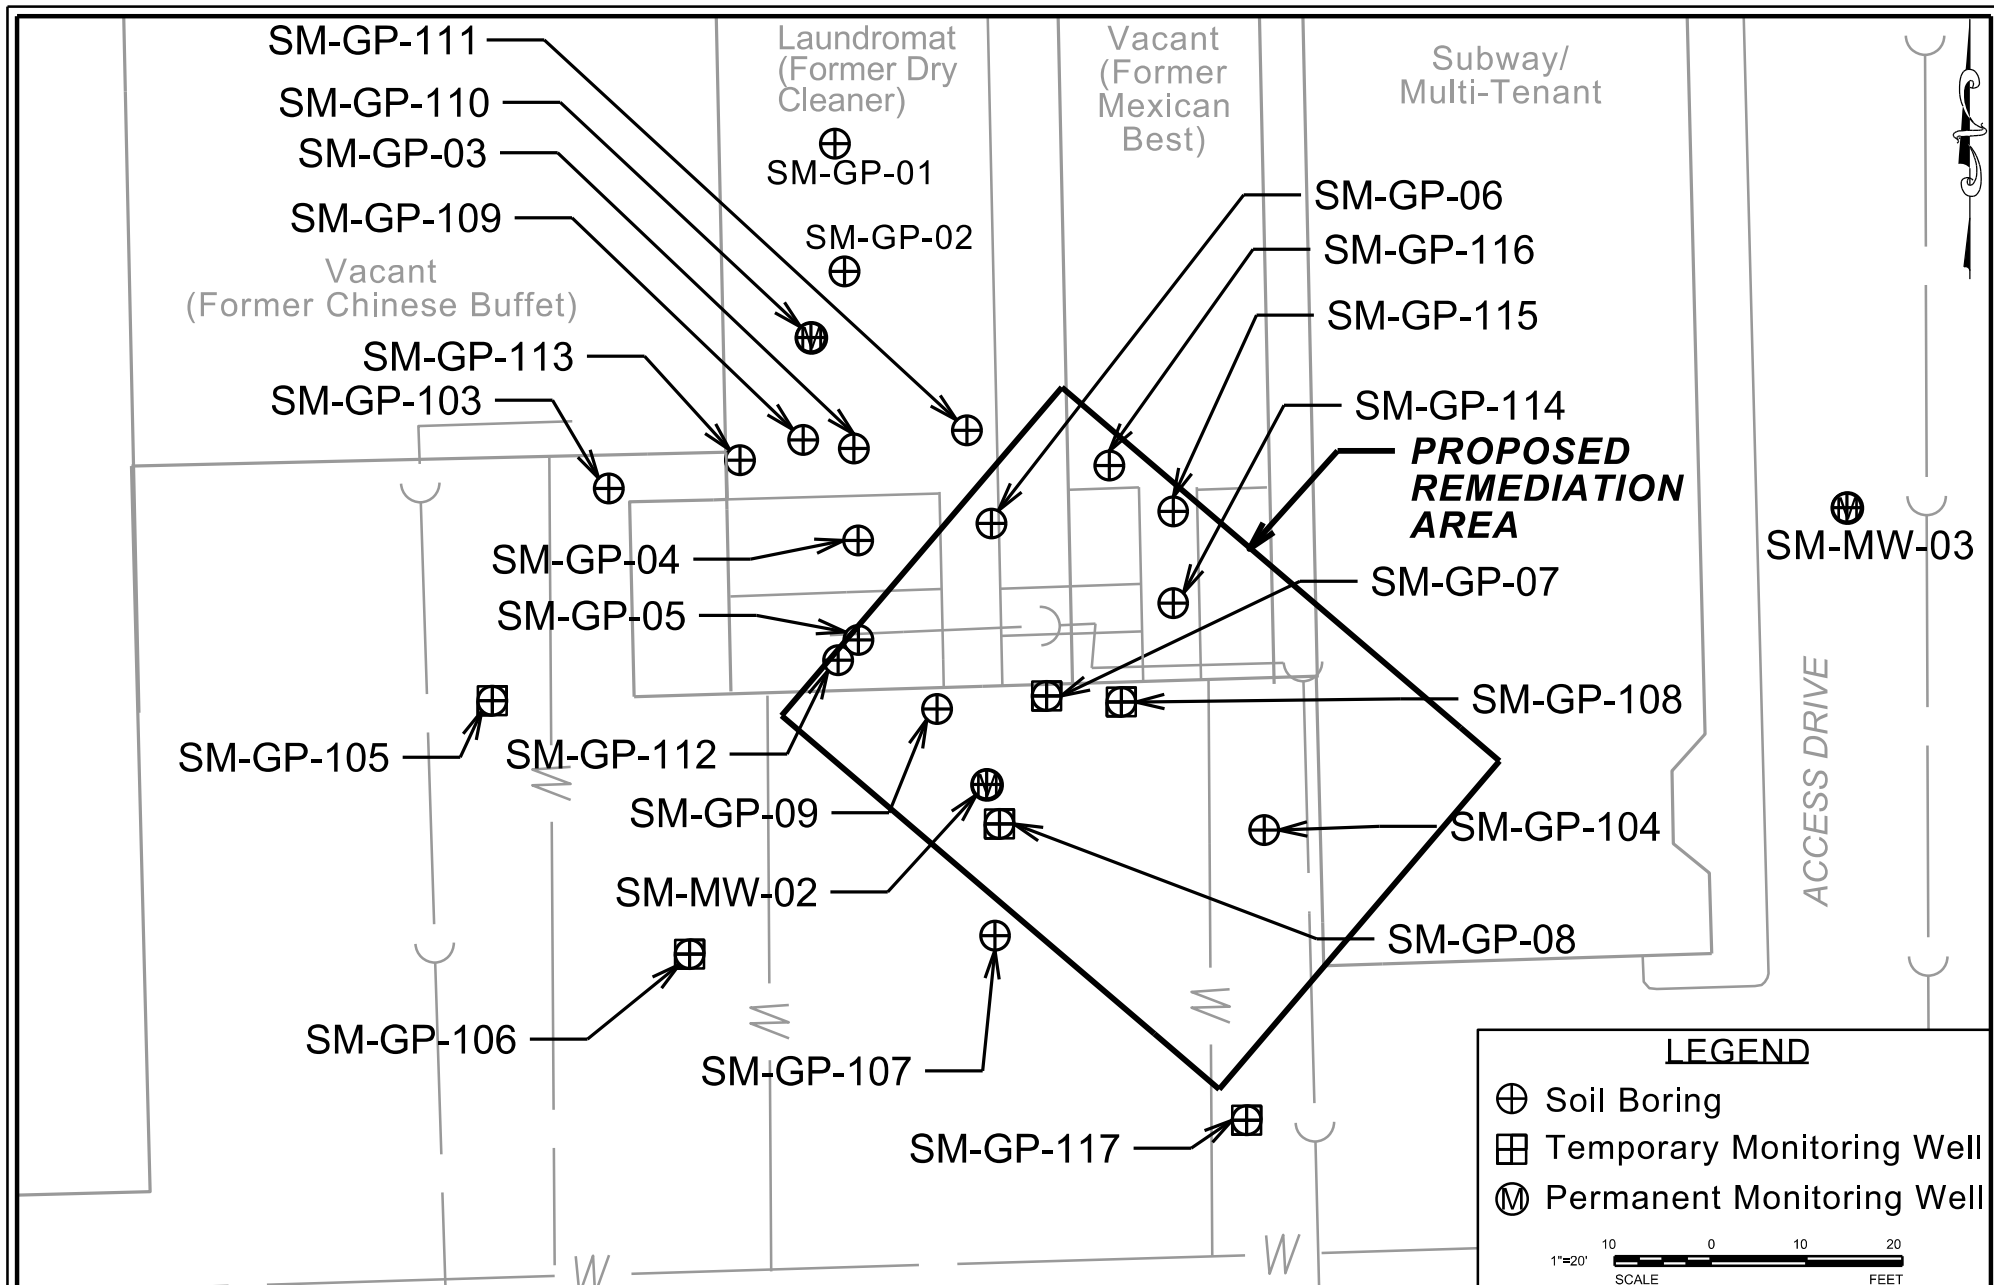 SM-GP-111
SM-GP-110
SM-GP-03
SM-GP-109
Laundromat
(Former Dry
Cleaner)
SM-GP-01
SM-GP-02
Vacant
(Former
Mexican
Best)
Subway/
Multi-Tenant
Vacant
(Former Chinese Buffet)
SM-GP-113
SM-GP-103
SM-GP-06
SM-GP-116
SM-GP-115
SM-GP-114
PROPOSED
REMEDIATION
AREA
M
M
SM-MW-03
SM-GP-04
SM-GP-05
SM-GP-07
SM-GP-108
SM-GP-105
SM-GP-112
SM-GP-09
M
SM-MW-02
SM-GP-104
SM-GP-08
ACCESS DRIVE
SM-GP-106
SM-GP-107
SM-GP-117
W
W
W
W
W
LEGEND
Soil Boring
Temporary Monitoring Well
M Permanent Monitoring Well
10 0 10 20
1"=20'
SCALE FEET